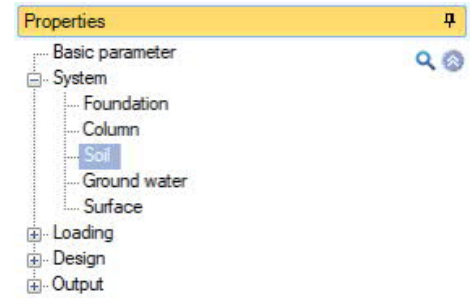 Properties
Basic parameter
System
Foundation
Column
Soil
Ground water
Surface
Loading
Design
Output